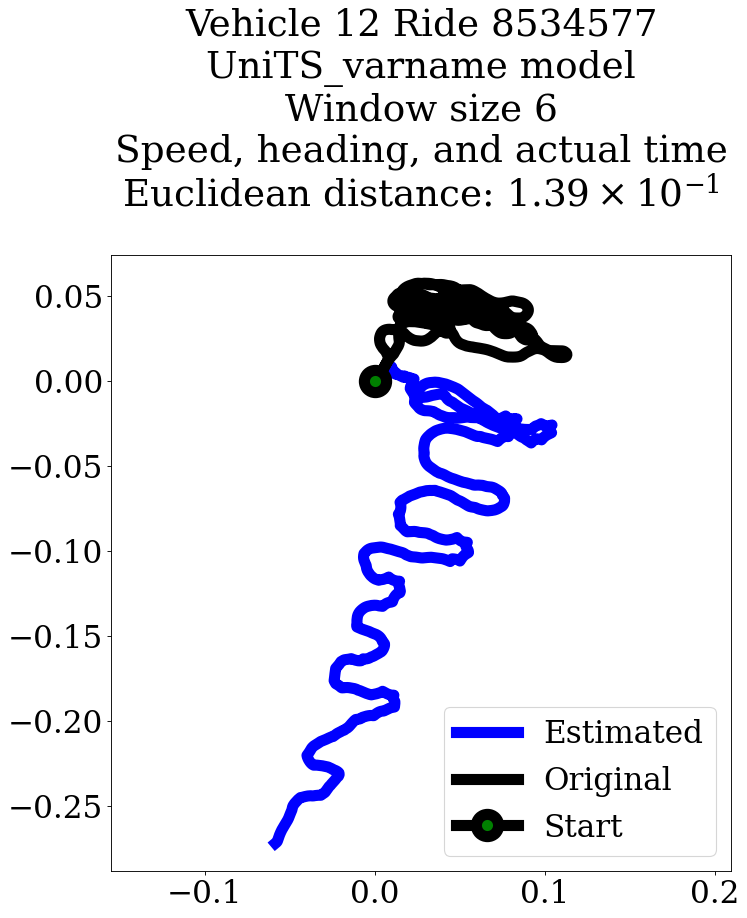 Vehicle 12 Ride 8534577
UniTS_varname model
Window size 6
Speed, heading, and actual time
Euclidean distance: 1.39 × 10⁻¹
0.05
0.00
−0.05
−0.10
−0.15
−0.20
−0.25
Estimated
Original
Start
−0.1
0.0
0.1
0.2